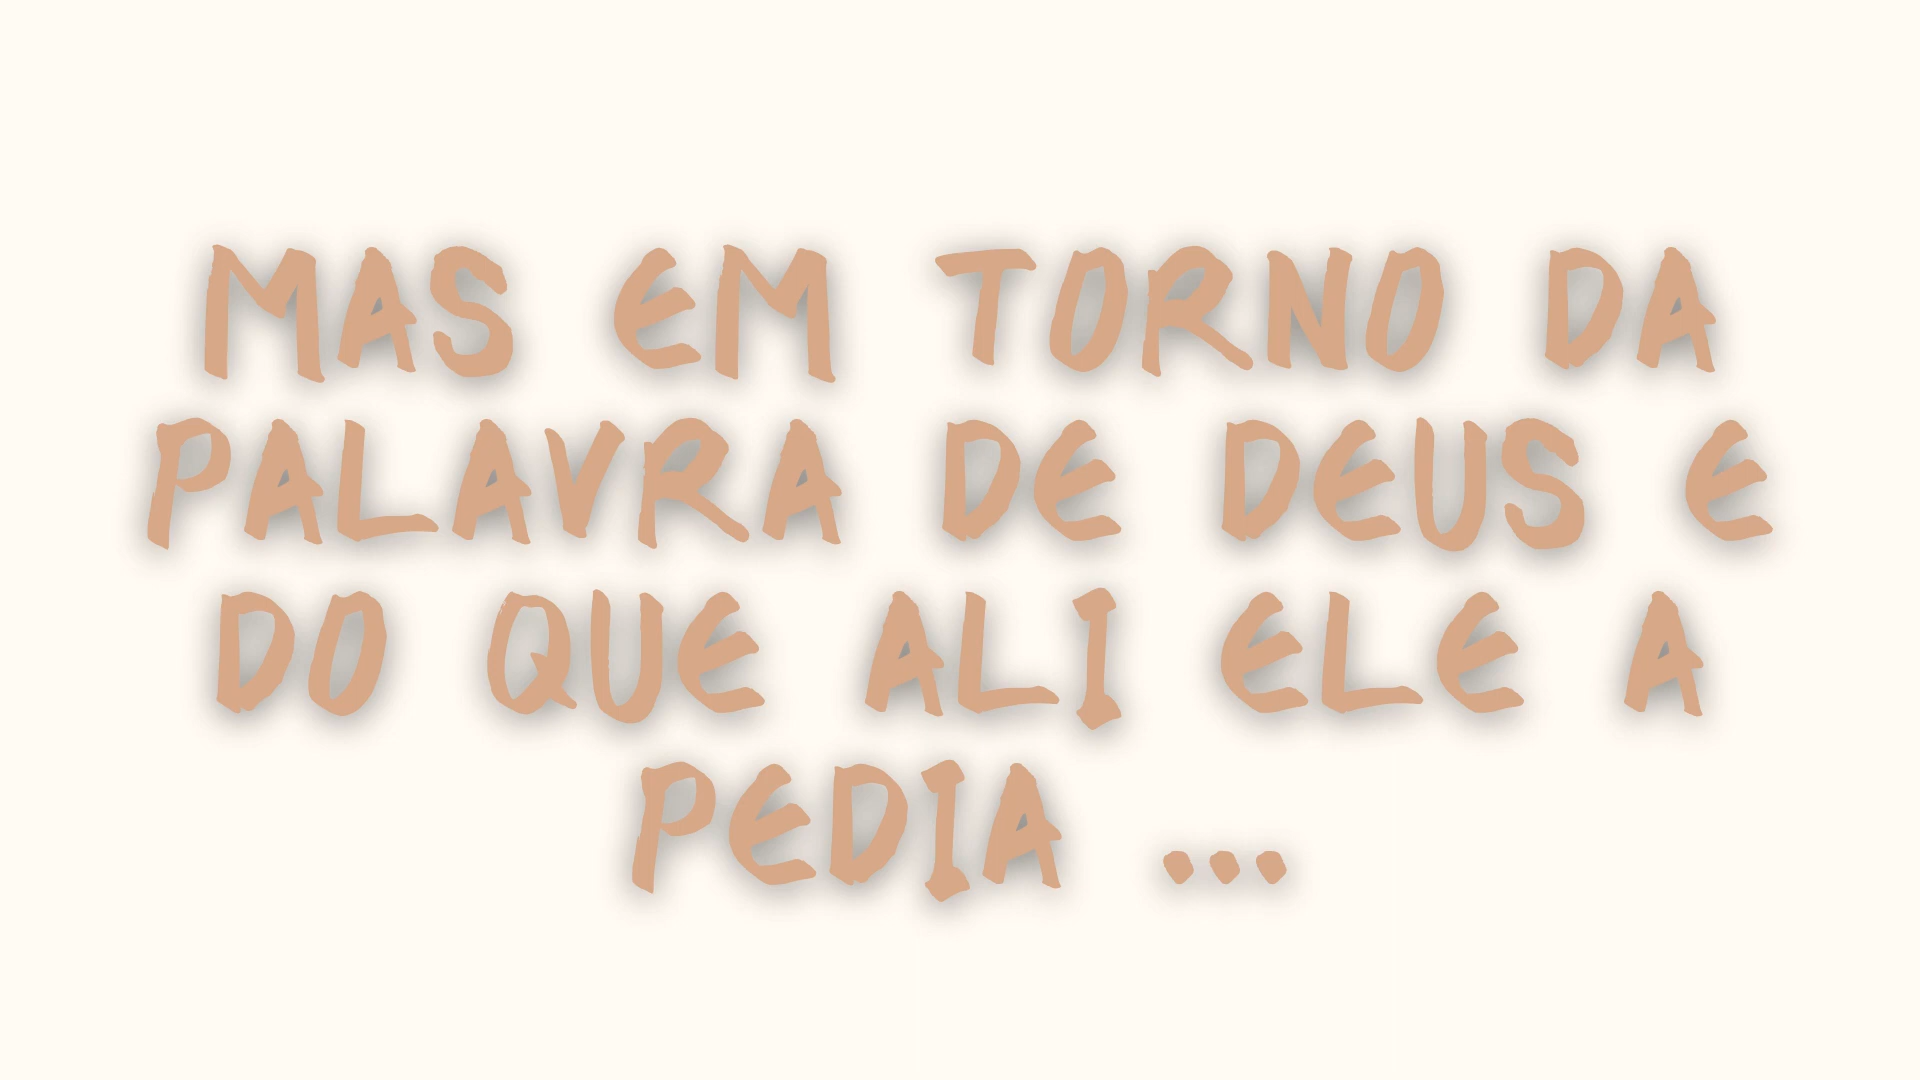 MAS EM TORNO DA
PALAVRA DE DEUS E
DO QUE ALI ELE A
PEDIA ...